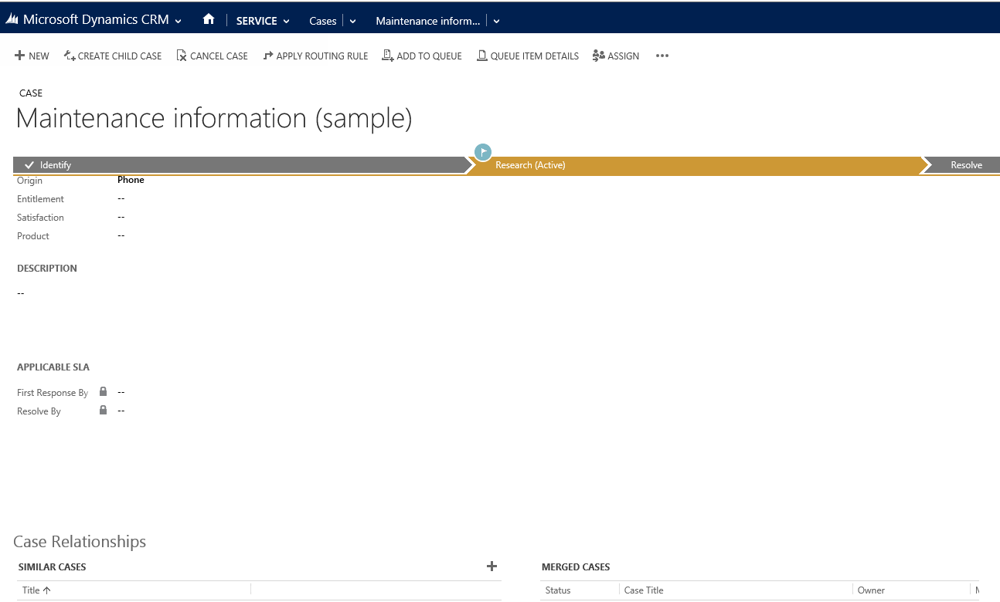 Microsoft Dynamics CRM SERVICE Cases Maintenance inform...
NEW CREATE CHILD CASE CANCEL CASE APPLY ROUTING RULE ADD TO QUEUE QUEUE ITEM DETAILS ASSIGN •••
CASE
Maintenance information (sample)
Identify Research (Active) Resolve
Origin Phone
Entitlement --
Satisfaction --
Product --
DESCRIPTION
--
APPLICABLE SLA
First Response By --
Resolve By --
Case Relationships
SIMILAR CASES MERGED CASES
Title Status Case Title Owner